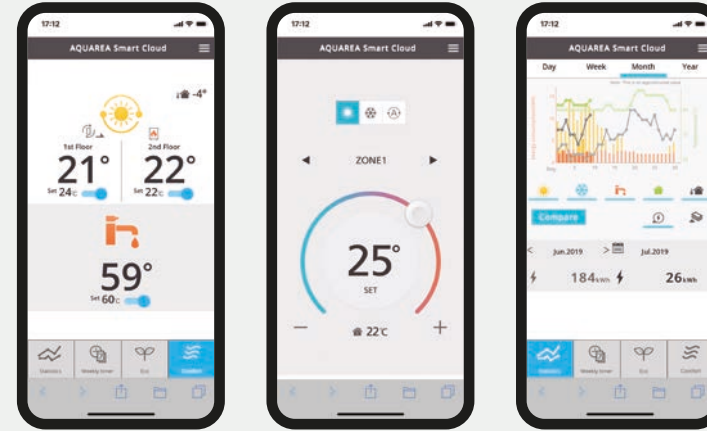 17:12
AQUAREA Smart Cloud
-4°
1st Floor 2nd Floor
21° 22°
Set 24°C Set 22°C
59°
Set 60°C
Statistics Weekly timer Eco Comfort
17:12
AQUAREA Smart Cloud
A
ZONE1
25°
SET
22°C
17:12
AQUAREA Smart Cloud
Day Week Month Year
Compare
Jun.2019 Jul.2019
184kWh 26kWh
Statistics Weekly timer Eco Comfort